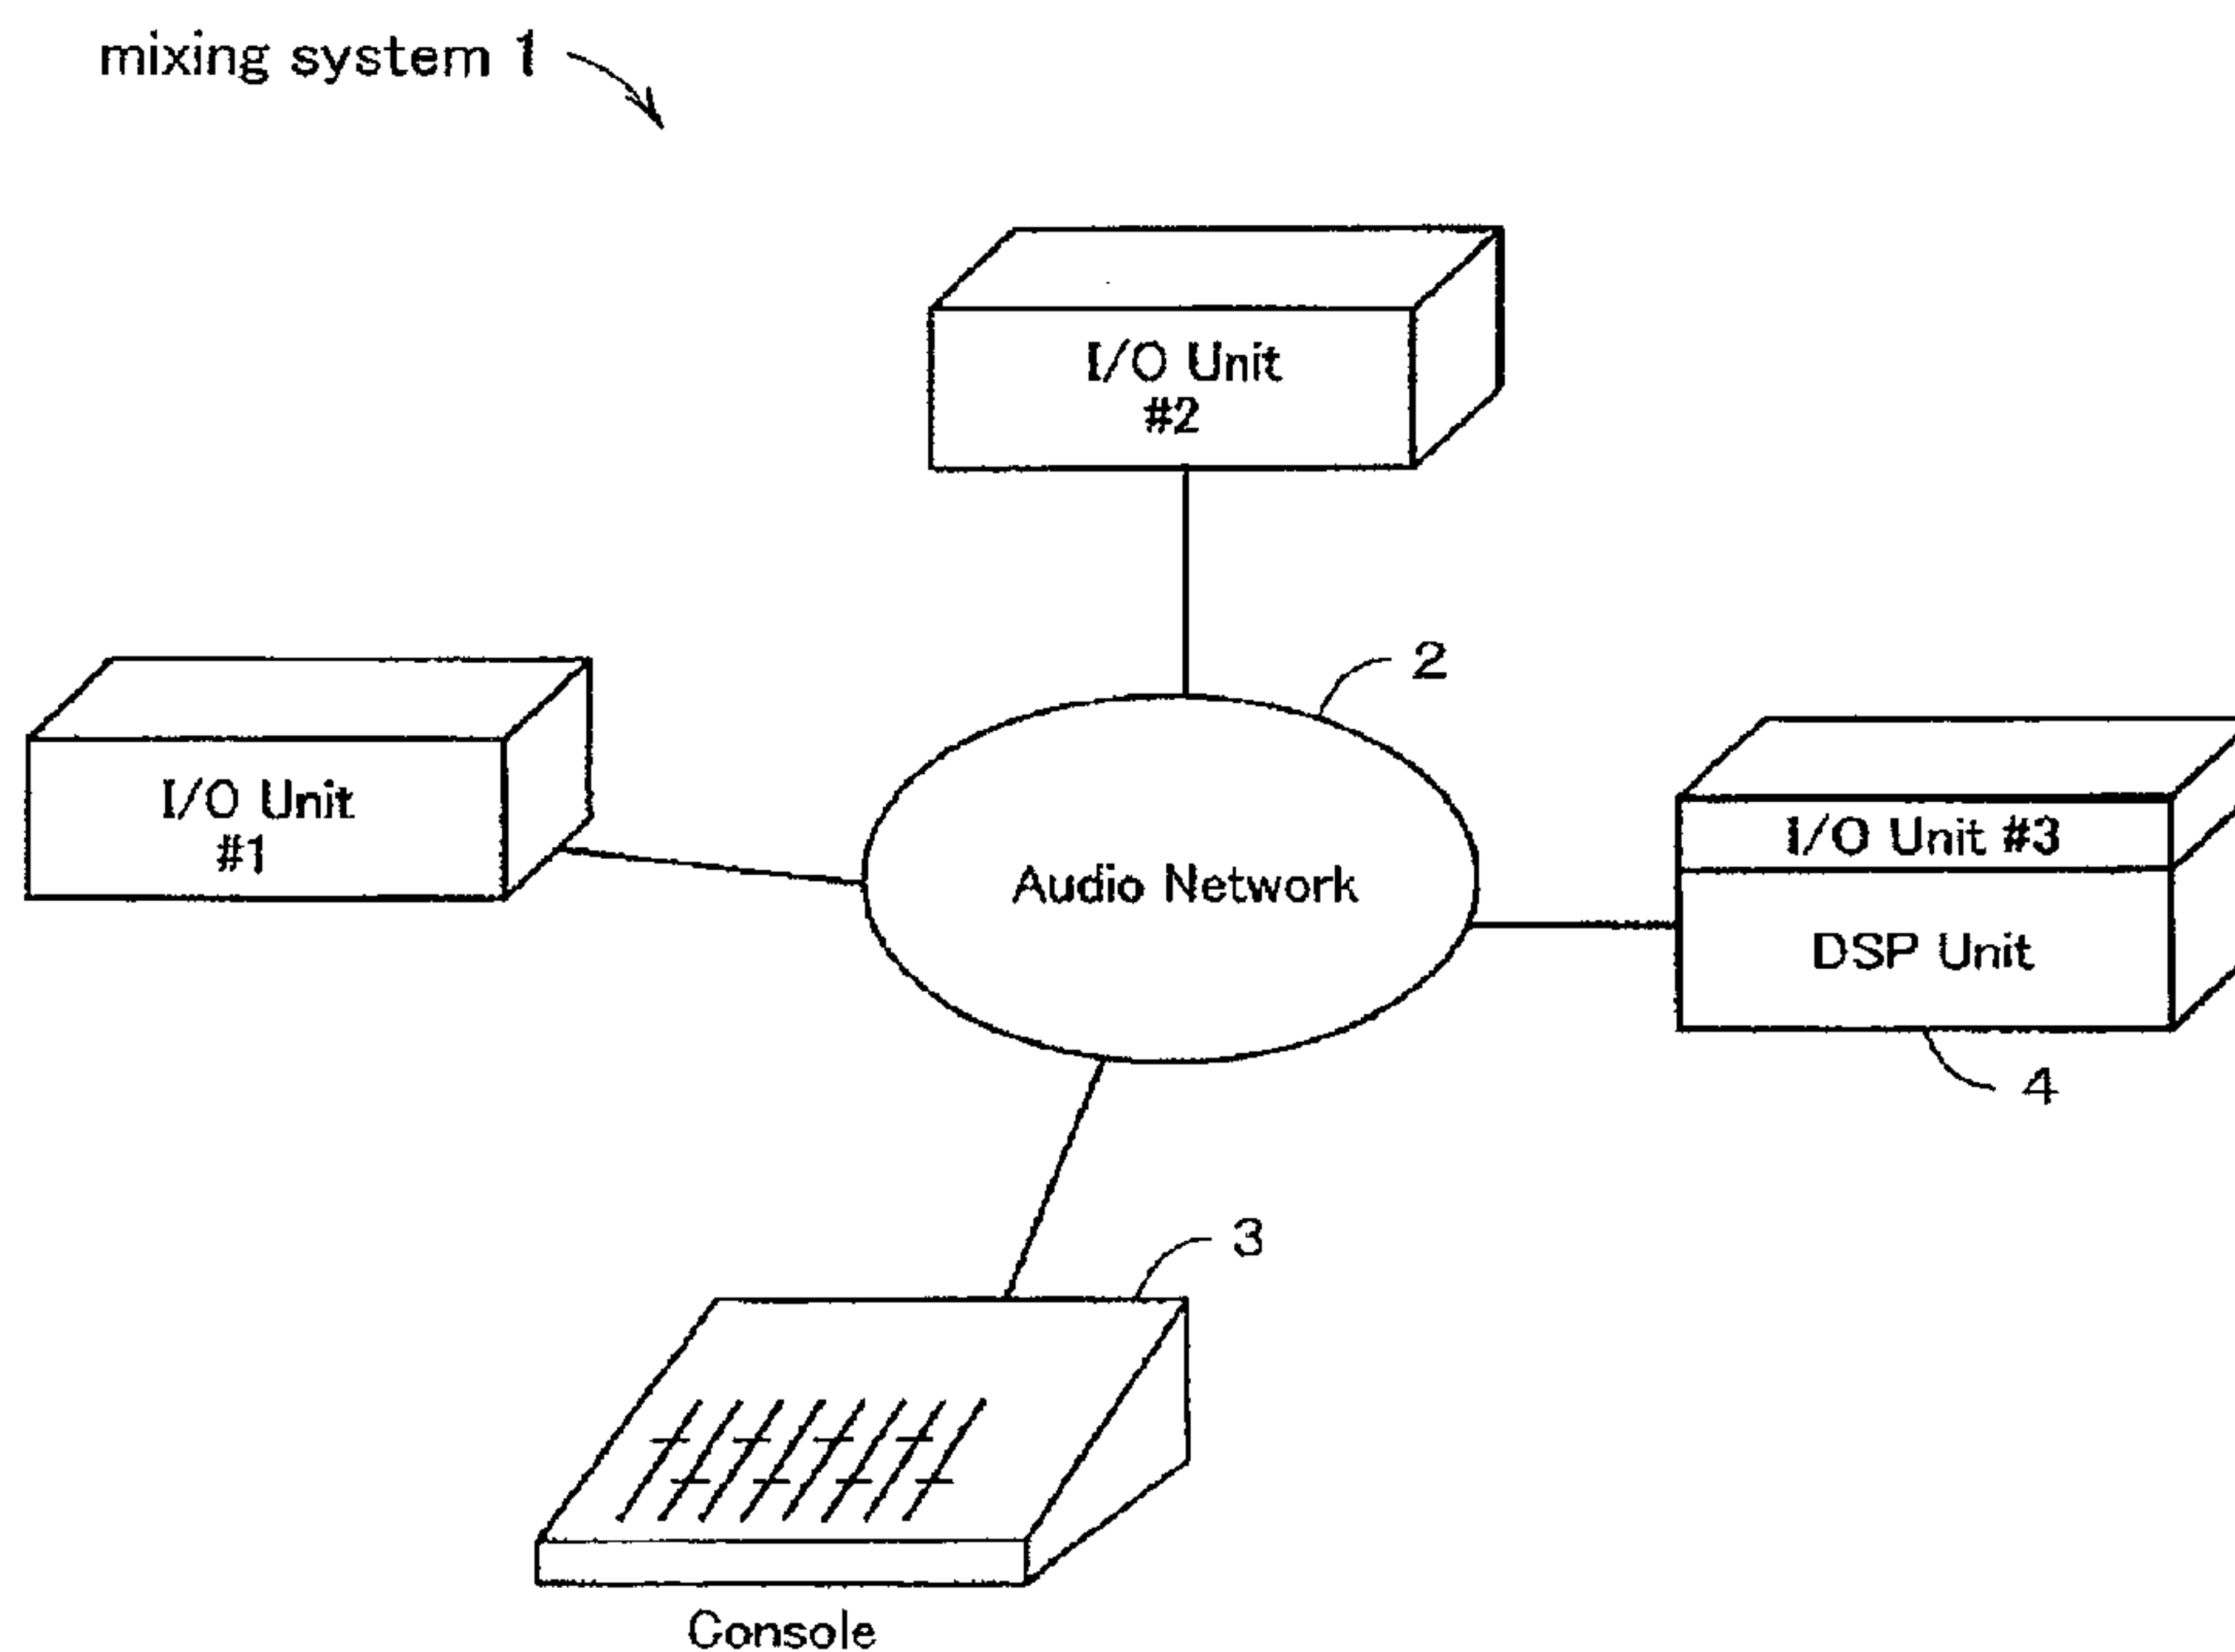 mixing system 1
I/O Unit
#2
2
I/O Unit
#1
I/O Unit #3
Audio Network
DSP Unit
4
3
Console